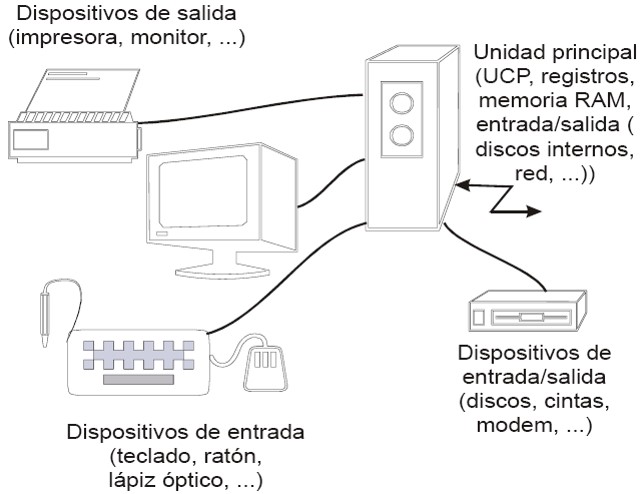 Dispositivos de salida
(impresora, monitor, ...)
Unidad principal
(UCP, registros,
memoria RAM,
entrada/salida (
discos internos,
red, ...))
Dispositivos de
entrada/salida
(discos, cintas,
modem, ...)
Dispositivos de entrada
(teclado, ratón,
lápiz óptico, ...)